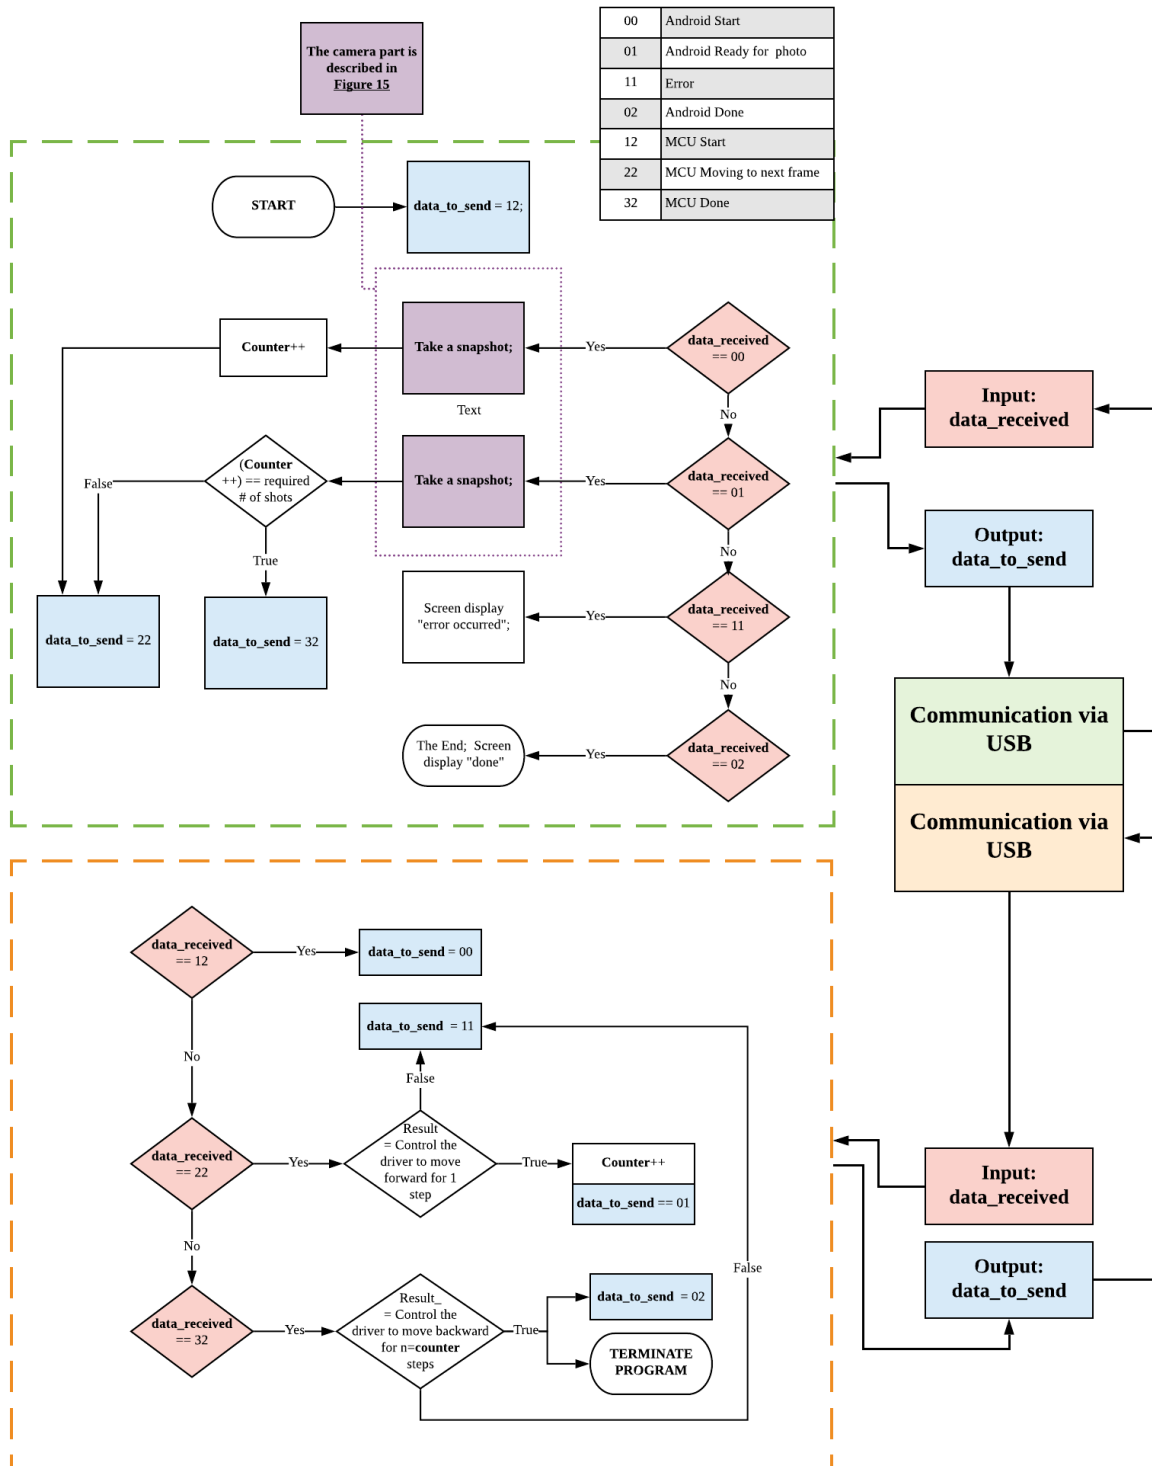 The camera part is
described in
Figure 15
00 Android Start
01 Android Ready for photo
11 Error
02 Android Done
12 MCU Start
22 MCU Moving to next frame
32 MCU Done
START
data_to_send = 12;
data_received
== 00
Yes
Take a snapshot;
Counter++
No
Text
data_received
== 01
Yes
Take a snapshot;
(Counter
++) == required
# of shots
False
True
data_to_send = 22
data_to_send = 32
No
data_received
== 11
Yes
Screen display
"error occurred";
No
data_received
== 02
Yes
The End; Screen
display "done"
Input:
data_received
Output:
data_to_send
Communication via
USB
Communication via
USB
data_received
== 12
Yes
data_to_send = 00
No
data_to_send = 11
False
data_received
== 22
Yes
Result
= Control the
driver to move
forward for 1
step
True
Counter++
data_to_send == 01
No
data_received
== 32
Yes
Result_
= Control the
driver to move backward
for n=counter
steps
True
data_to_send = 02
TERMINATE
PROGRAM
False
Input:
data_received
Output:
data_to_send